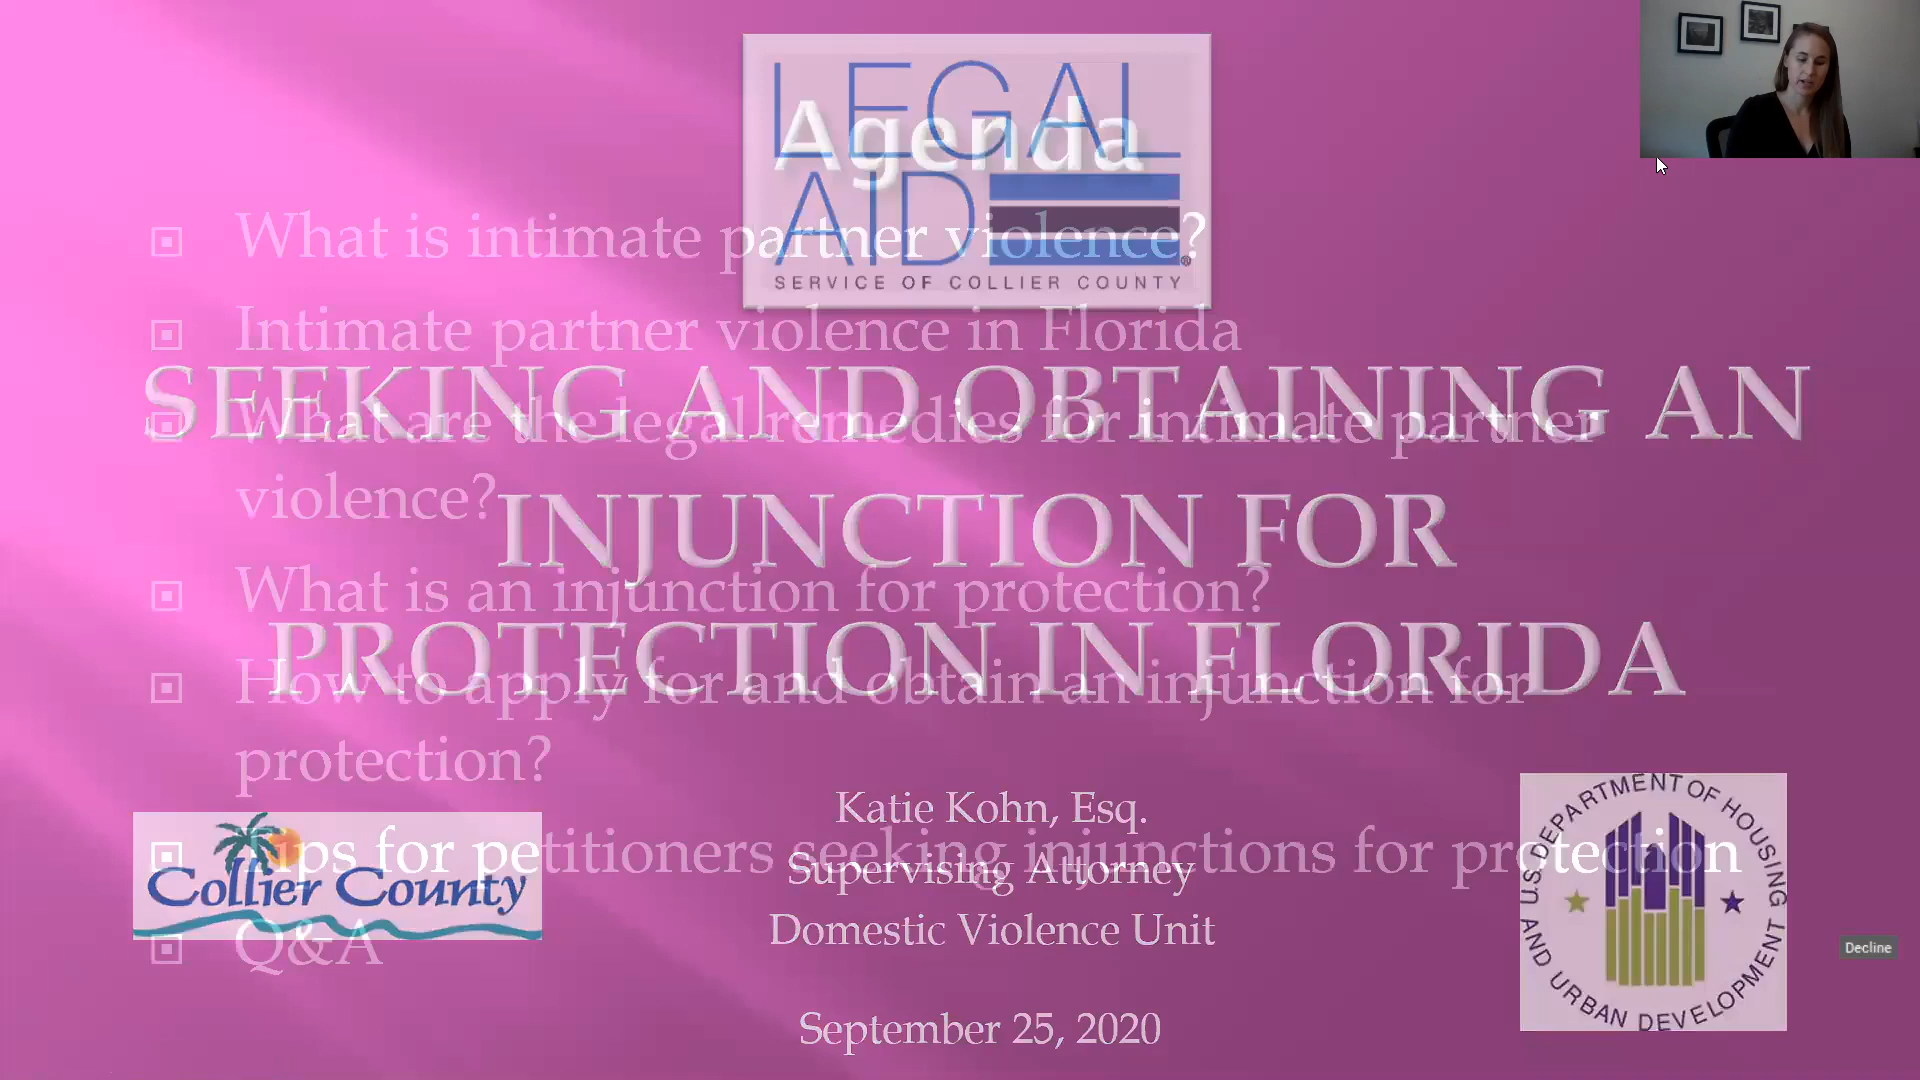 LEGAL
AID
SERVICE OF COLLIER COUNTY
SEEKING AND OBTAINING AN
INJUNCTION FOR
PROTECTION IN FLORIDA
Katie Kohn, Esq.
Supervising Attorney
Domestic Violence Unit
September 25, 2020
Collier County
U.S. DEPARTMENT OF HOUSING
AND URBAN DEVELOPMENT
Agenda
What is intimate partner violence?
Intimate partner violence in Florida
What are the legal remedies for intimate partner
violence?
What is an injunction for protection?
How to apply for and obtain an injunction for
protection?
Tips for petitioners seeking injunctions for protection
Q&A
Decline